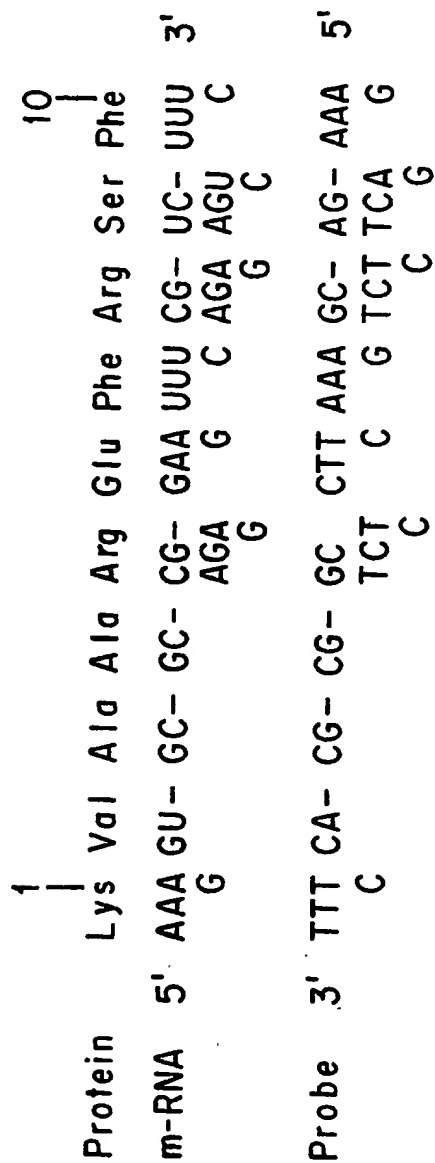 1 10
Protein Lys Val Ala Ala Arg Glu Phe Arg Ser Phe
m-RNA 5' AAA GU– GC– GC– CG– GAA UUU CG– UC– UUU 3'
G AGA G C AGA AGU C
G G C
Probe 3' TTT CA– CG– CG– GC CTT AAA GC– AG– AAA 5'
C TCT C G TCT TCA G
C C G